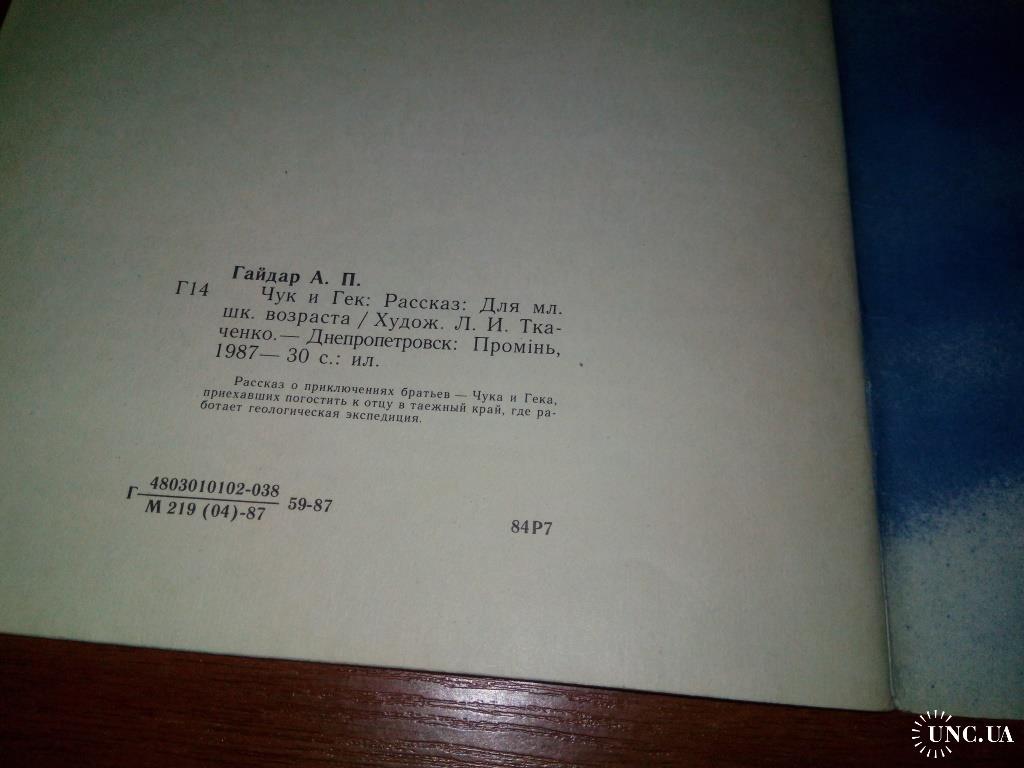 Гайдар А. П.
Г14 Чук и Гек: Рассказ: Для мл.
шк. возраста / Худож. Л. И. Тка-
ченко.— Днепропетровск: Промiнь,
1987— 30 с.: ил.
Рассказ о приключениях братьев — Чука и Гека,
приехавших погостить к отцу в таежный край, где ра-
ботает геологическая экспедиция.
Г 4803010102-038 59-87
М 219 (04)-87
84Р7
UNC.UA